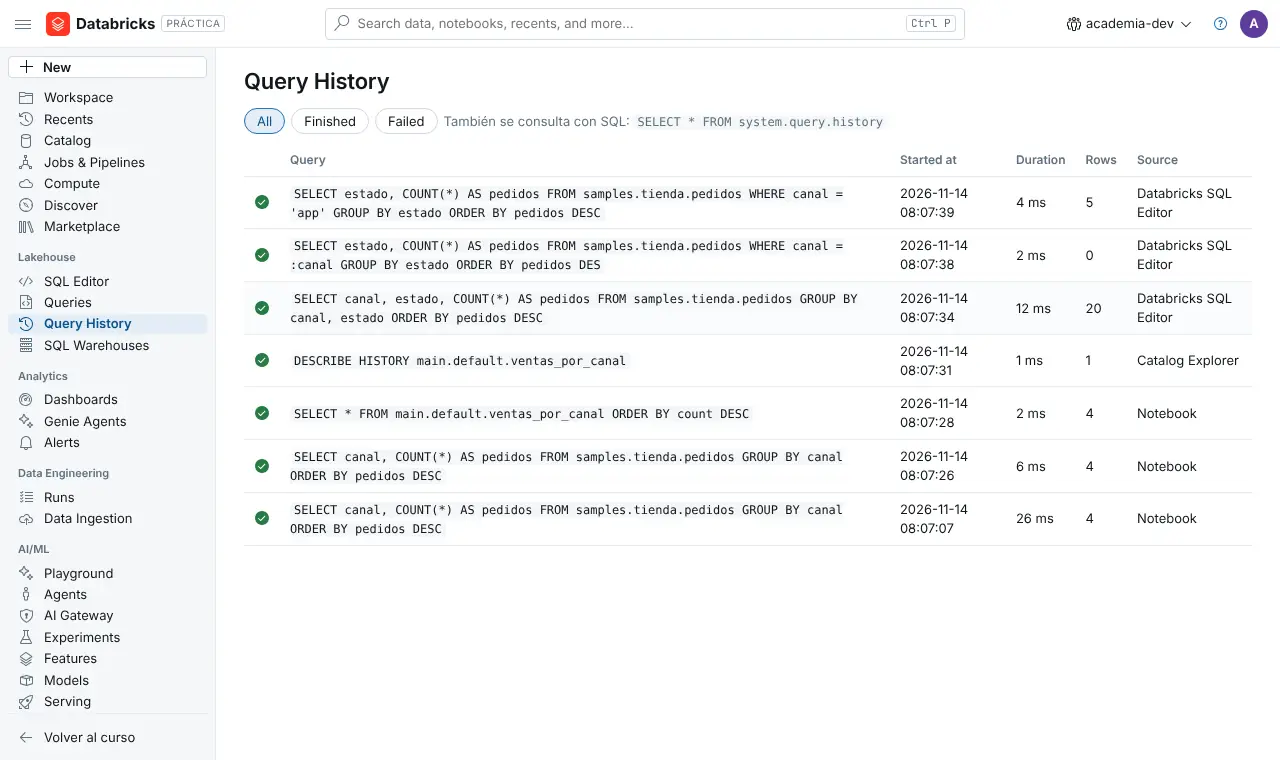 Databricks PRÁCTICA
Search data, notebooks, recents, and more...
Ctrl P
academia-dev
?
A
New
Workspace
Recents
Catalog
Jobs & Pipelines
Compute
Discover
Marketplace
Lakehouse
SQL Editor
Queries
Query History
SQL Warehouses
Analytics
Dashboards
Genie Agents
Alerts
Data Engineering
Runs
Data Ingestion
AI/ML
Playground
Agents
AI Gateway
Experiments
Features
Models
Serving
Volver al curso
Query History
All Finished Failed También se consulta con SQL: SELECT * FROM system.query.history
Query Started at Duration Rows Source
SELECT estado, COUNT(*) AS pedidos FROM samples.tienda.pedidos WHERE canal =
'app' GROUP BY estado ORDER BY pedidos DESC
2026-11-14
08:07:39
4 ms
5
Databricks SQL
Editor
SELECT estado, COUNT(*) AS pedidos FROM samples.tienda.pedidos WHERE canal =
:canal GROUP BY estado ORDER BY pedidos DES
2026-11-14
08:07:38
2 ms
0
Databricks SQL
Editor
SELECT canal, estado, COUNT(*) AS pedidos FROM samples.tienda.pedidos GROUP BY
canal, estado ORDER BY pedidos DESC
2026-11-14
08:07:34
12 ms
20
Databricks SQL
Editor
DESCRIBE HISTORY main.default.ventas_por_canal
2026-11-14
08:07:31
1 ms
1
Catalog Explorer
SELECT * FROM main.default.ventas_por_canal ORDER BY count DESC
2026-11-14
08:07:28
2 ms
4
Notebook
SELECT canal, COUNT(*) AS pedidos FROM samples.tienda.pedidos GROUP BY canal
ORDER BY pedidos DESC
2026-11-14
08:07:26
6 ms
4
Notebook
SELECT canal, COUNT(*) AS pedidos FROM samples.tienda.pedidos GROUP BY canal
ORDER BY pedidos DESC
2026-11-14
08:07:07
26 ms
4
Notebook